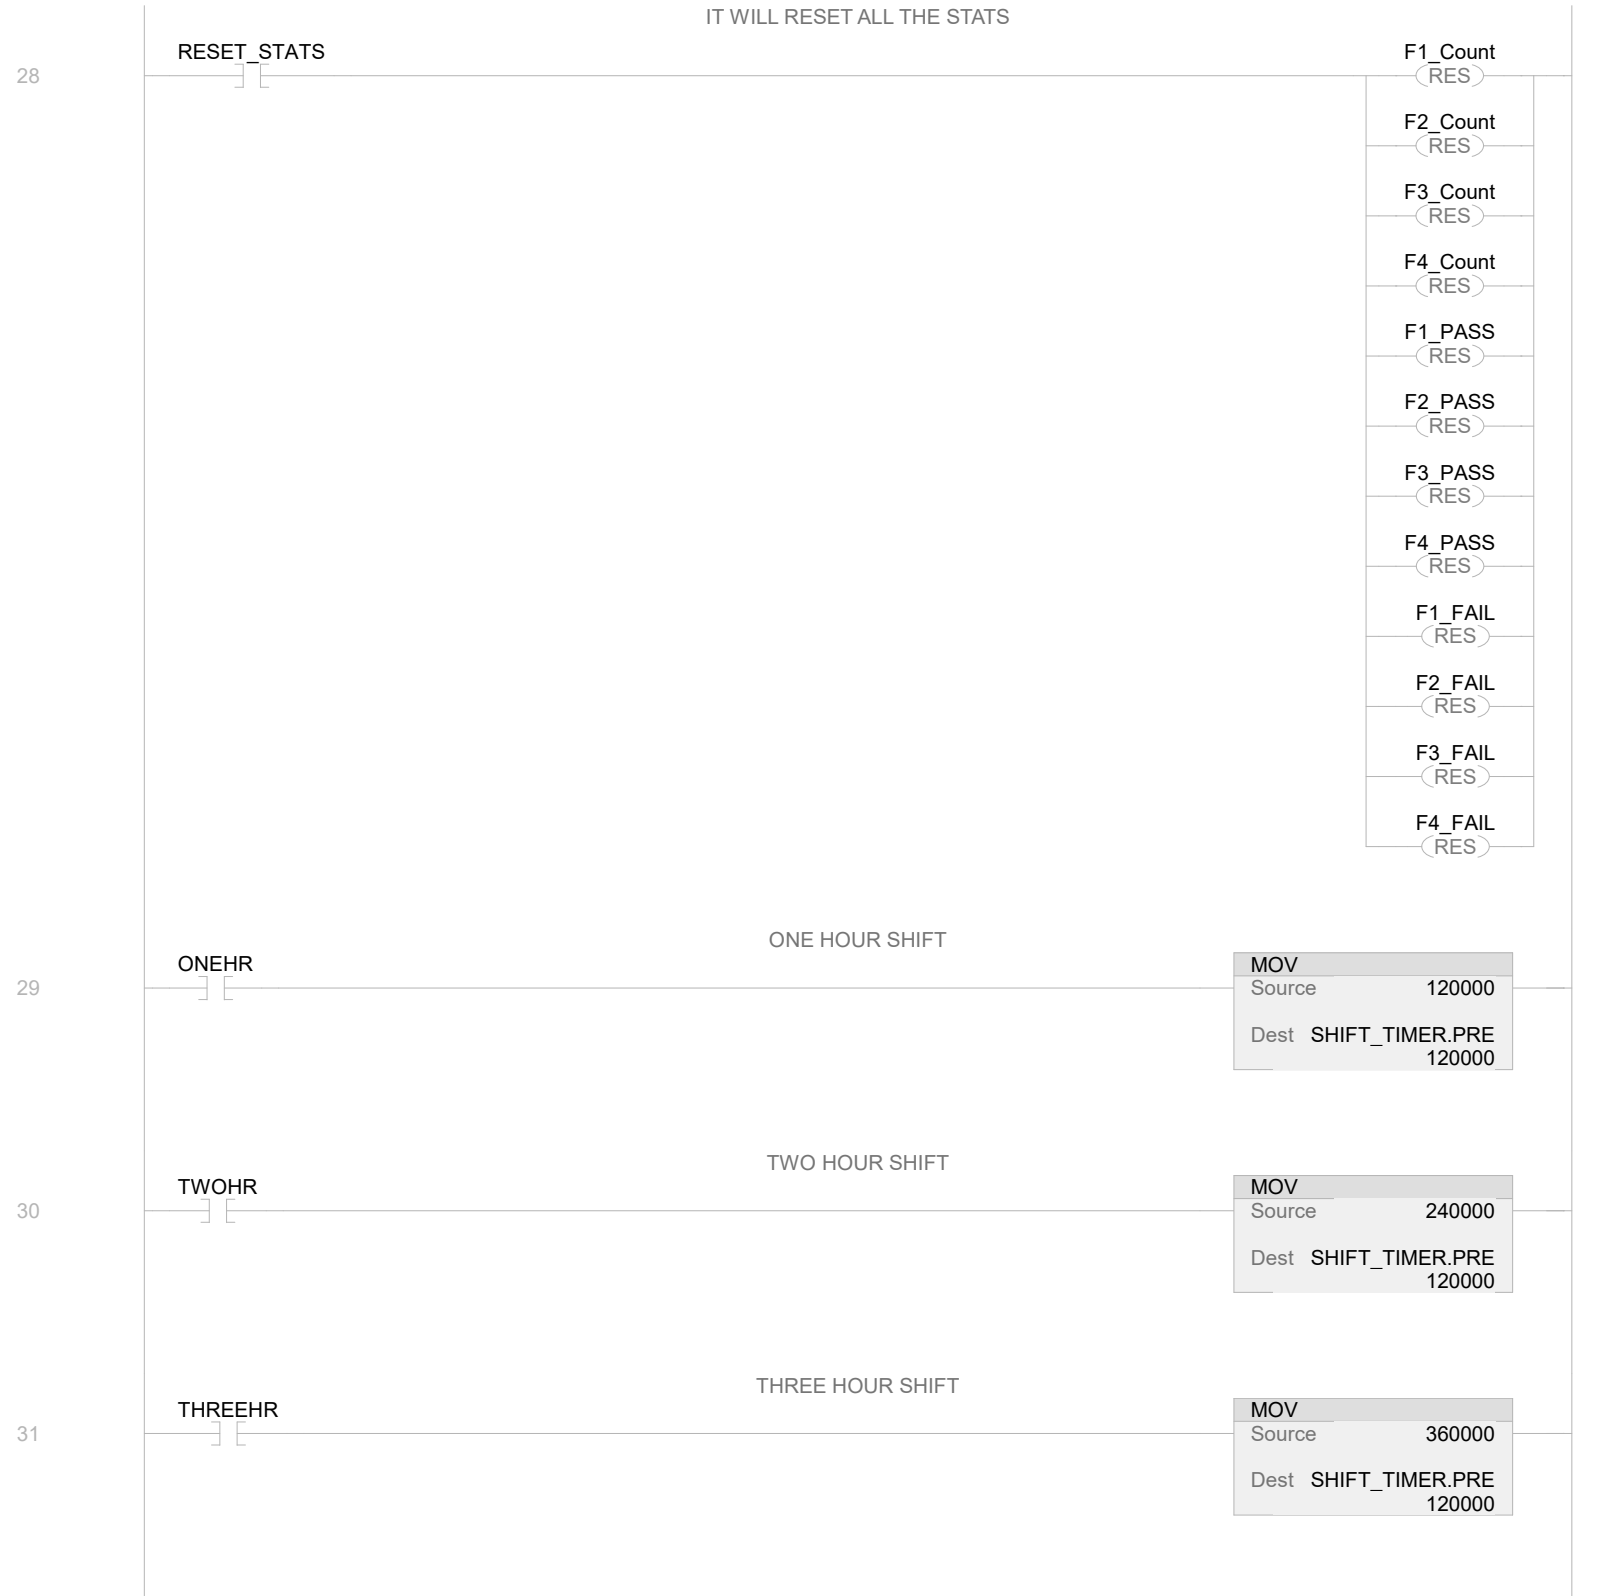 IT WILL RESET ALL THE STATS
RESET_STATS
F1_Count
28
RES
F2_Count
RES
F3_Count
RES
F4_Count
RES
F1_PASS
RES
F2_PASS
RES
F3_PASS
RES
F4_PASS
RES
F1_FAIL
RES
F2_FAIL
RES
F3_FAIL
RES
F4_FAIL
RES
ONE HOUR SHIFT
ONEHR
MOV
29
Source 120000
Dest SHIFT_TIMER.PRE
120000
TWO HOUR SHIFT
TWOHR
MOV
30
Source 240000
Dest SHIFT_TIMER.PRE
120000
THREE HOUR SHIFT
THREEHR
MOV
31
Source 360000
Dest SHIFT_TIMER.PRE
120000